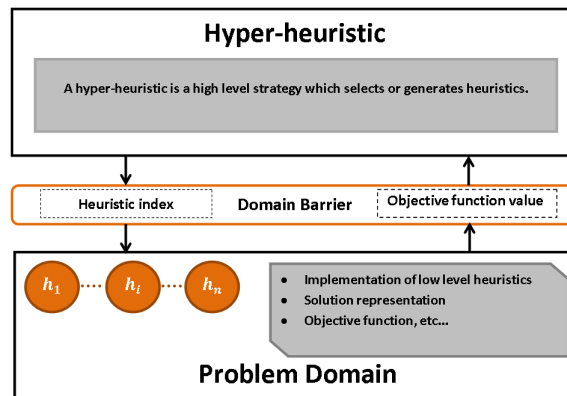 Hyper-heuristic
A hyper-heuristic is a high level strategy which selects or generates heuristics.
Heuristic index
Domain Barrier
Objective function value
h₁ ····· hᵢ ····· hₙ
• Implementation of low level heuristics
• Solution representation
• Objective function, etc...
Problem Domain